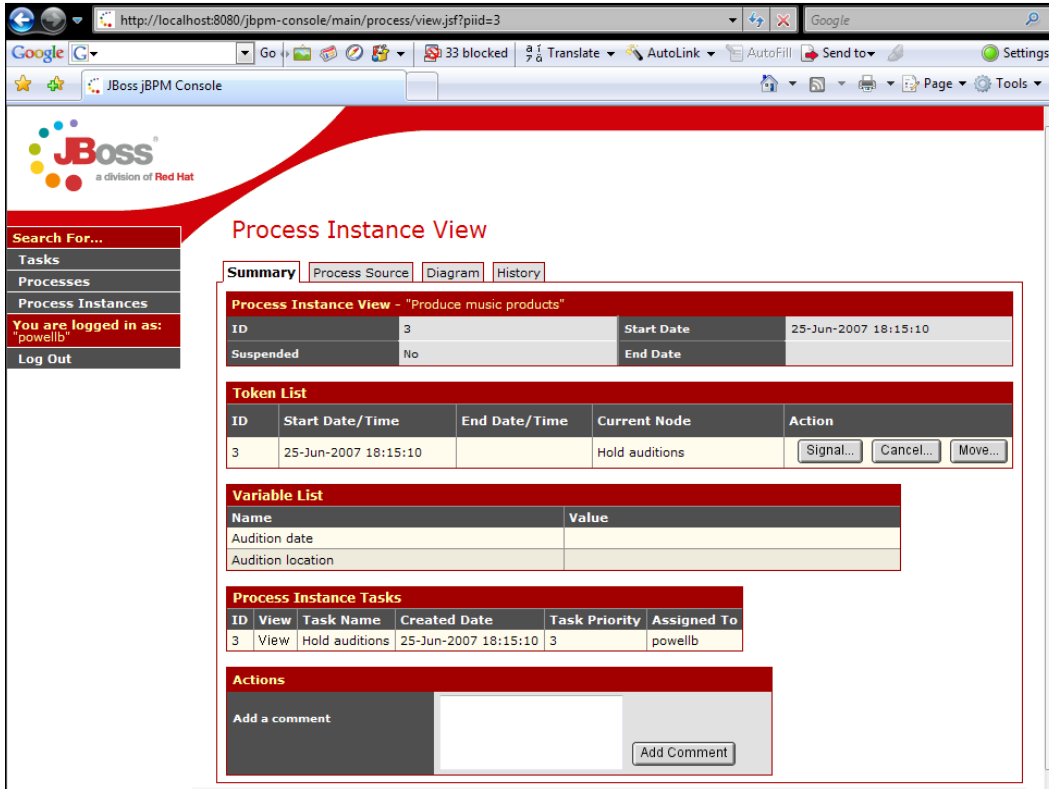 http://localhost:8080/jbpm-console/main/process/view.jsf?piid=3 Google
Google G Go 33 blocked Translate AutoLink AutoFill Send to Settings
JBoss jBPM Console Page Tools
JBoss
a division of Red Hat
Search For...
Tasks
Processes
Process Instances
You are logged in as:
"powellb"
Log Out
Process Instance View
Summary Process Source Diagram History
Process Instance View - "Produce music products"
ID 3 Start Date 25-Jun-2007 18:15:10
Suspended No End Date
Token List
ID Start Date/Time End Date/Time Current Node Action
3 25-Jun-2007 18:15:10 Hold auditions Signal... Cancel... Move...
Variable List
Name Value
Audition date
Audition location
Process Instance Tasks
ID View Task Name Created Date Task Priority Assigned To
3 View Hold auditions 25-Jun-2007 18:15:10 3 powellb
Actions
Add a comment
Add Comment